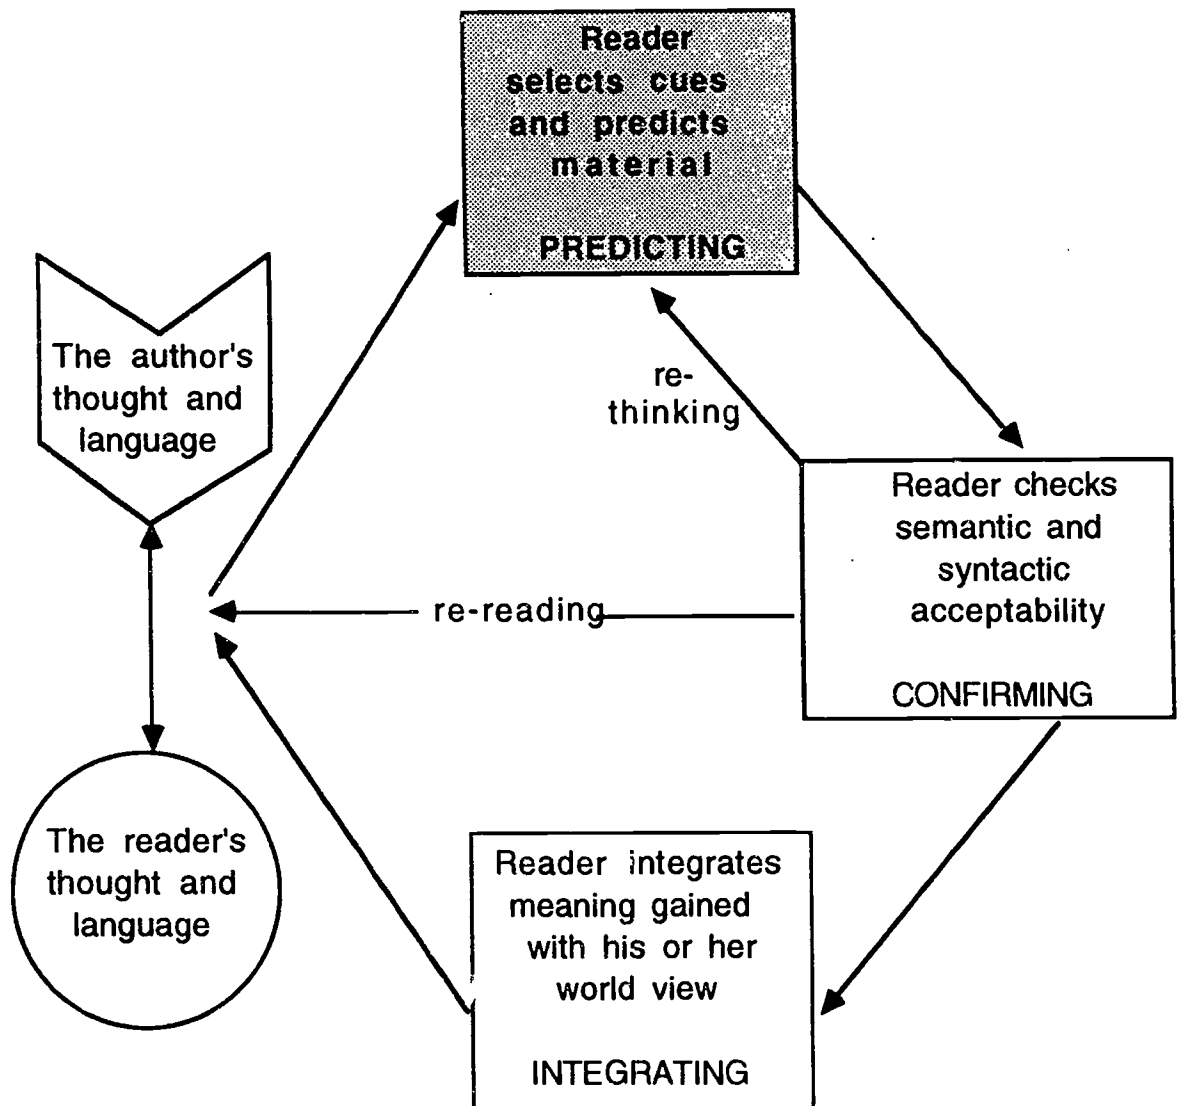 Reader
selects cues
and predicts
material
PREDICTING
The author's
thought and
language
re-
thinking
Reader checks
semantic and
syntactic
acceptability
CONFIRMING
re-reading
The reader's
thought and
language
Reader integrates
meaning gained
with his or her
world view
INTEGRATING